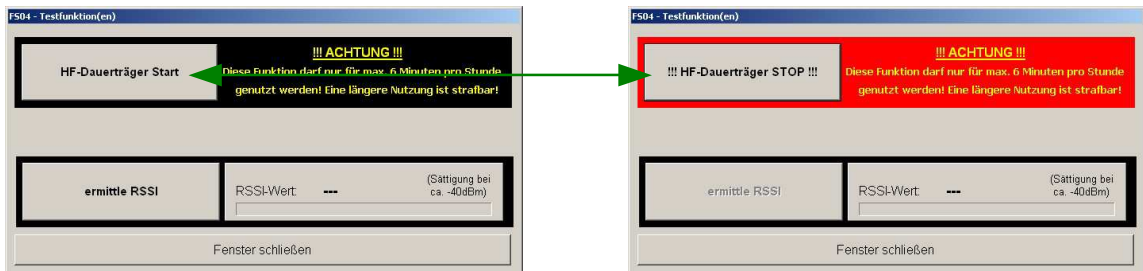 FS04 - Testfunktion(en)
HF-Dauerträger Start
!!! ACHTUNG !!!
Diese Funktion darf nur für max. 6 Minuten pro Stunde
genutzt werden! Eine längere Nutzung ist strafbar!
ermittle RSSI
RSSI-Wert: ---
(Sättigung bei
ca. -40dBm)
Fenster schließen
FS04 - Testfunktion(en)
!!! HF-Dauerträger STOP !!!
!!! ACHTUNG !!!
Diese Funktion darf nur für max. 6 Minuten pro Stunde
genutzt werden! Eine längere Nutzung ist strafbar!
ermittle RSSI
RSSI-Wert: ---
(Sättigung bei
ca. -40dBm)
Fenster schließen